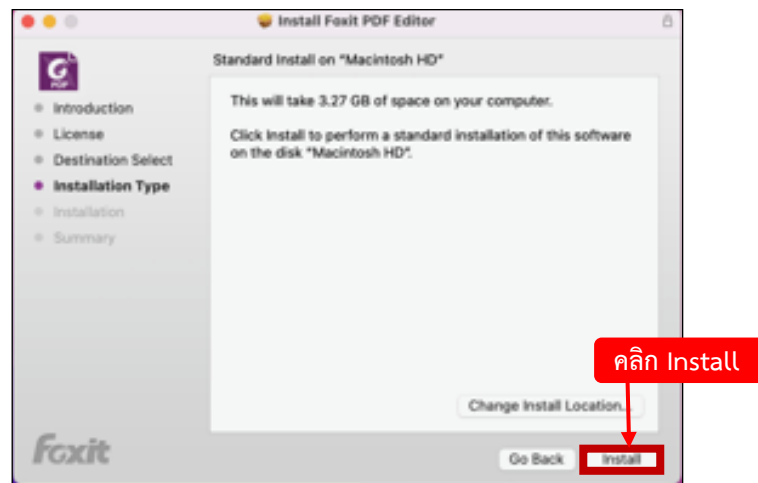 Install Foxit PDF Editor
Standard Install on "Macintosh HD"
G
PDF
Introduction
License
Destination Select
Installation Type
Installation
Summary
This will take 3.27 GB of space on your computer.
Click Install to perform a standard installation of this software
on the disk "Macintosh HD".
คลิก Install
Change Install Location...
Foxit
Go Back
Install